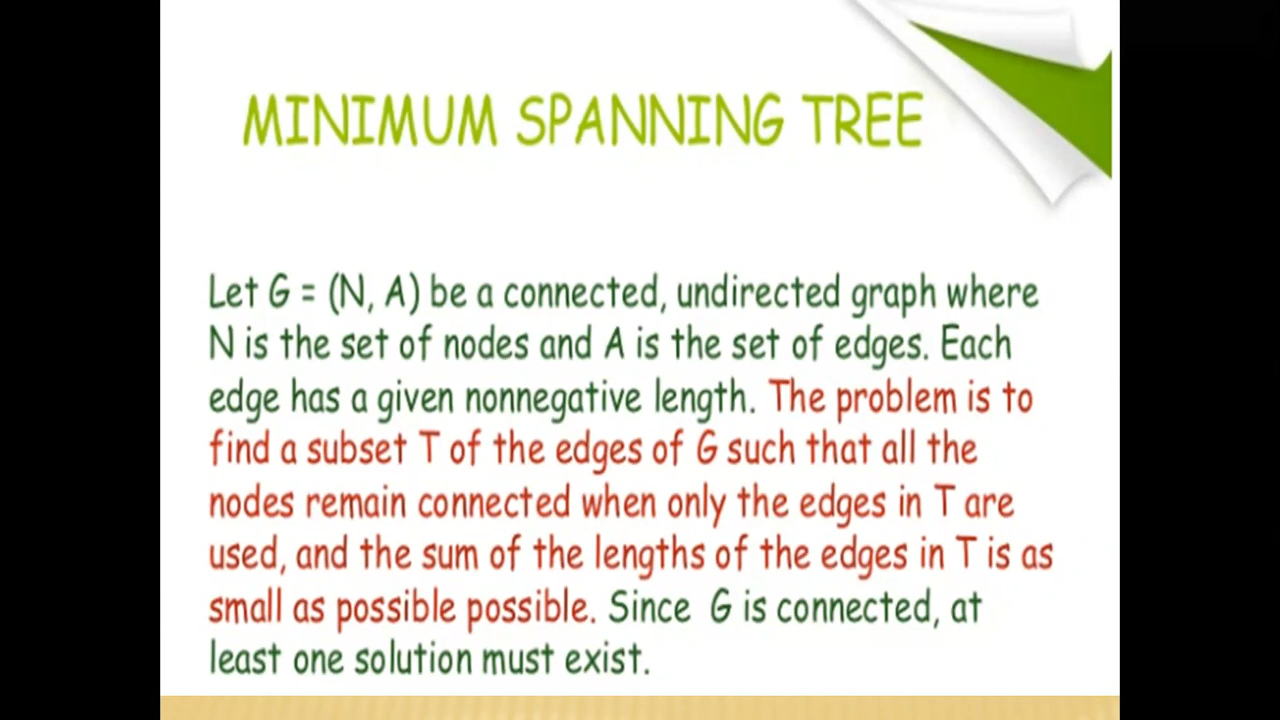 MINIMUM SPANNING TREE
Let G = (N, A) be a connected, undirected graph where
N is the set of nodes and A is the set of edges. Each
edge has a given nonnegative length. The problem is to
find a subset T of the edges of G such that all the
nodes remain connected when only the edges in T are
used, and the sum of the lengths of the edges in T is as
small as possible possible. Since G is connected, at
least one solution must exist.